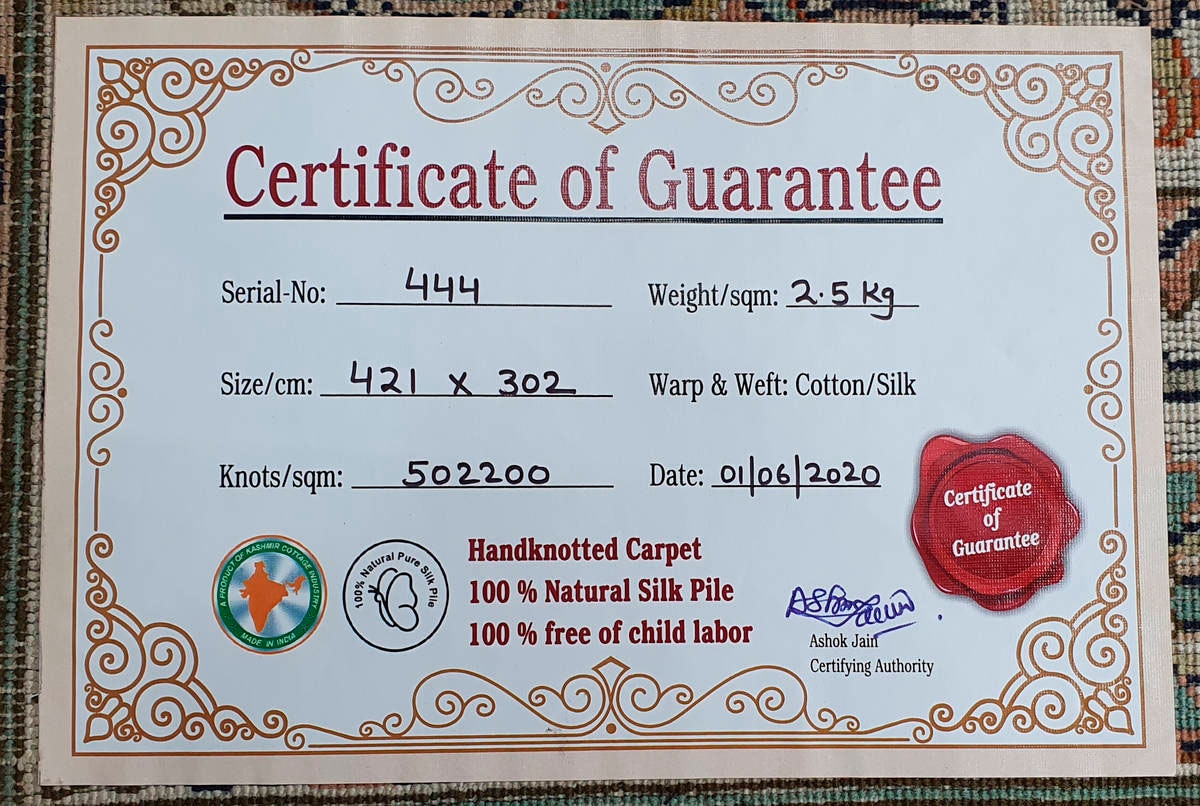 Certificate of Guarantee
Serial-No: 444
Weight/sqm: 2.5 kg
Size/cm: 421 x 302
Warp & Weft: Cotton/Silk
Knots/sqm: 502200
Date: 01/06/2020
Certificate
of
Guarantee
A PRODUCT OF KASHMIR COTTAGE INDUSTRY
MADE IN INDIA
100% Natural Pure Silk Pile
Handknotted Carpet
100 % Natural Silk Pile
100 % free of child labor
Ashok Jain
Certifying Authority